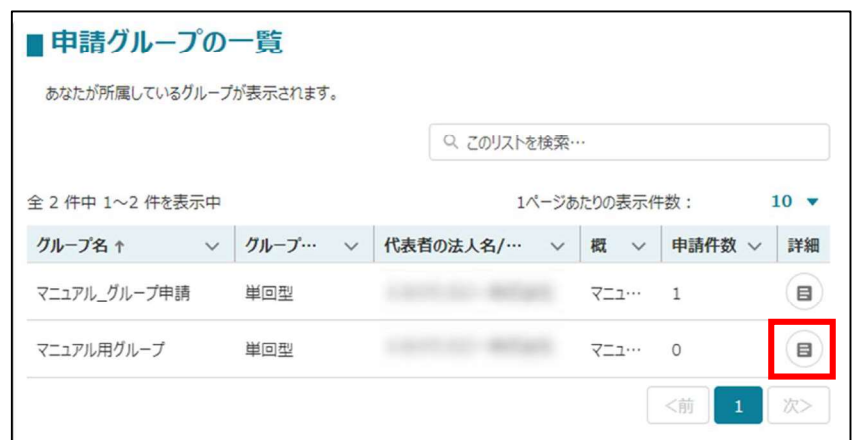 申請グループの一覧
あなたが所属しているグループが表示されます。
このリストを検索…
全 2 件中 1～2 件を表示中 1ページあたりの表示件数： 10 ▼
グループ名↑ グループ… 代表者の法人名/… 概 申請件数 詳細
マニュアル_グループ申請 単回型 マニュ… 1
マニュアル用グループ 単回型 マニュ… 0
<前 1 次>